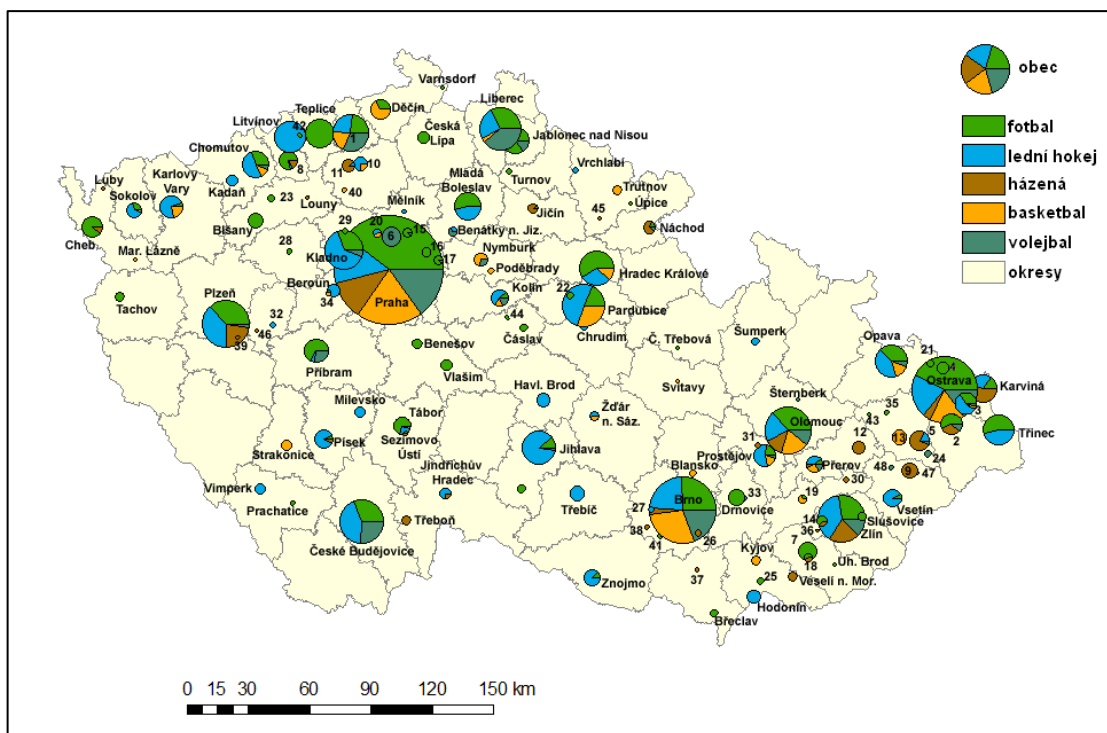 Varnsdorf
obec
Teplice
Děčín
Liberec
Litvínov
42
1
Česká
Lípa
Jablonec nad Nisou
fotbal
Chomutov
8
11
10
Vrchlabí
lední hokej
Luby
Karlovy
Vary
Kadaň
Mladá
Boleslav
Turnov
Trutnov
házená
Sokolov
23
Louny
40
Mělník
Jičín
45
Úpice
basketbal
Cheb
Blšany
29
20
15
Benátky n. Jiz.
Náchod
volejbal
Mar. Lázně
28
6
16
Nymburk
okresy
Kladno
17
Poděbrady
Hradec Králové
Tachov
Beroun
34
Praha
Kolín
22
Pardubice
Plzeň
32
44
Chrudim
Šumperk
Opava
21
39
46
Čáslav
Č. Třebová
4
Ostrava
Příbram
Benešov
Karviná
Vlašim
Svitavy
Šternberk
35
3
Milevsko
Havl. Brod
Olomouc
43
5
2
Třinec
Tábor
Žďár
n. Sáz.
31
12
13
24
Strakonice
Písek
Sezimovo
Ústí
Jihlava
Prostějov
Přerov
48
9
47
Vimperk
Jindřichův
Hradec
Blansko
30
Prachatice
Třebíč
27
Brno
33
Drnovice
19
Vsetín
Třeboň
38
14
36
Slušovice
České Budějovice
41
26
7
Zlín
Kyjov
18
Uh. Brod
Znojmo
37
25
Veselí n. Mor.
Hodonín
Břeclav
0 15 30 60 90 120 150 km